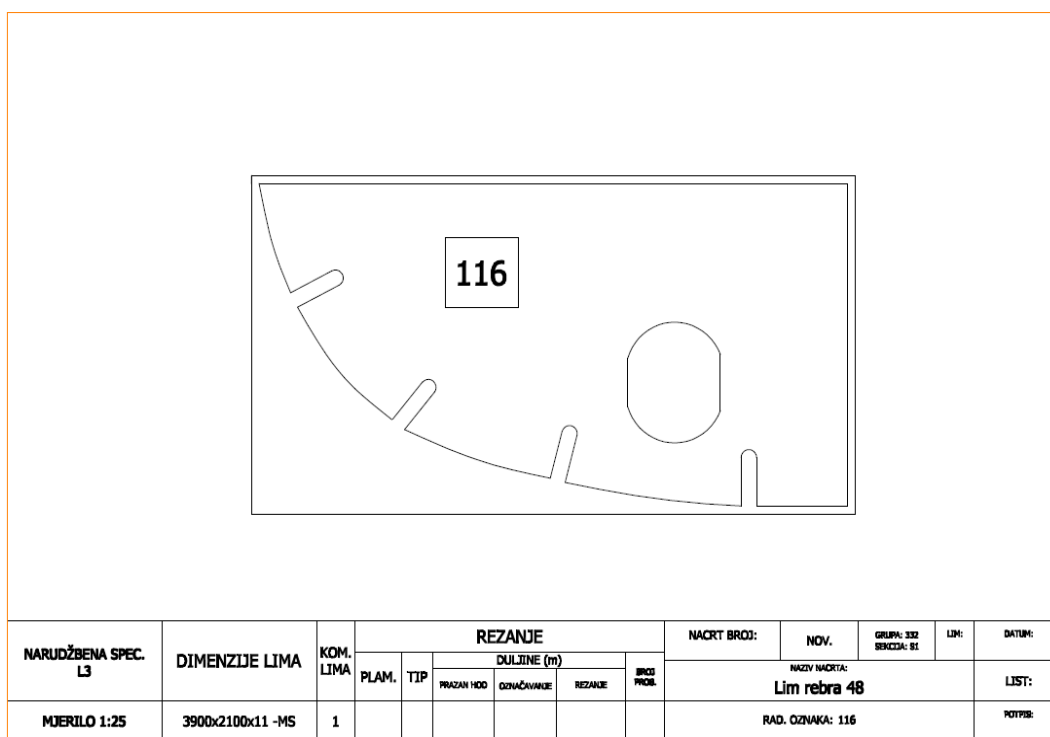 116
NARUDŽBENA SPEC.
L3
DIMENZIJE LIMA
KOM.
LIMA
REZANJE
PLAM.
TIP
DULJINE (m)
PRAZAN HOD
OZNAČAVANJE
REZANJE
BROJ
PROB.
NACRT BROJ:
NOV.
GRUPA: 332
SEKCIJA: S1
LIM:
DATUM:
NAZIV NACRTA:
Lim rebra 48
LIST:
MJERILO 1:25
3900x2100x11 -MS
1
RAD. OZNAKA: 116
POTPIS: